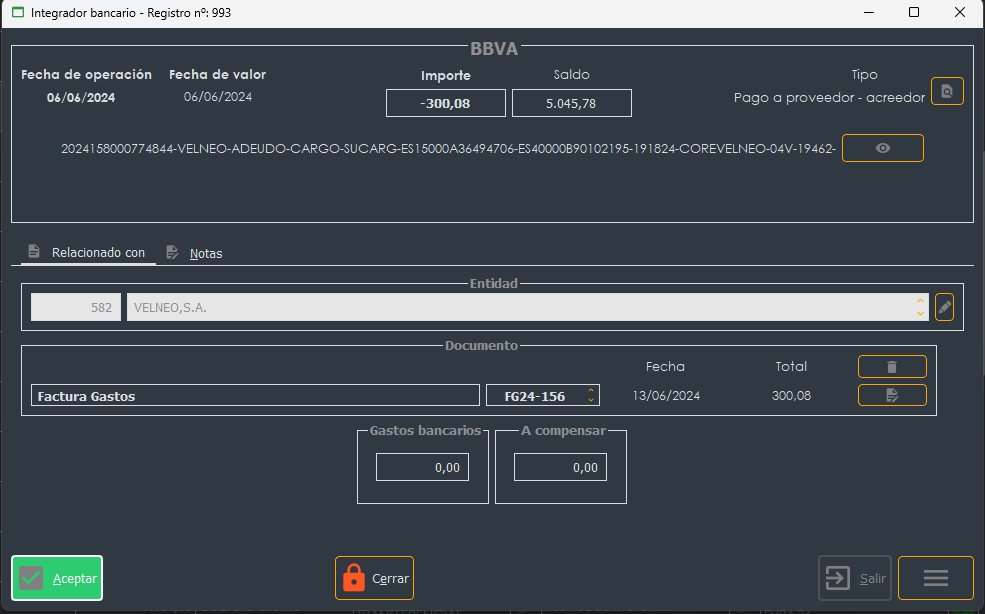 Integrador bancario - Registro nº: 993
BBVA
Fecha de operación Fecha de valor Importe Saldo Tipo
06/06/2024 06/06/2024 -300,08 5.045,78 Pago a proveedor - acreedor
2024158000774844-VELNEO-ADEUDO-CARGO-SUCARG-ES15000A36494706-ES40000B90102195-191824-COREVELNEO-04V-19462-
Relacionado con Notas
Entidad
582 VELNEO,S.A.
Documento
Fecha Total
Factura Gastos FG24-156 13/06/2024 300,08
Gastos bancarios A compensar
0,00 0,00
Aceptar Cerrar Salir